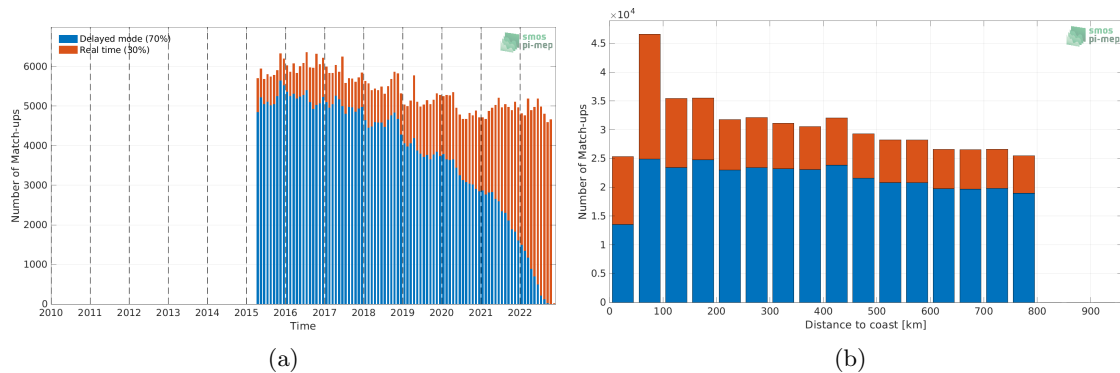 Delayed mode (70%)
Real time (30%)
smos
pi-mep
Number of Match-ups
6000
5000
4000
3000
2000
1000
0
2010 2011 2012 2013 2014 2015 2016 2017 2018 2019 2020 2021 2022
Time
(a)
×10⁴
smos
pi-mep
Number of Match-ups
4.5
4
3.5
3
2.5
2
1.5
1
0.5
0
0 100 200 300 400 500 600 700 800 900
Distance to coast [km]
(b)